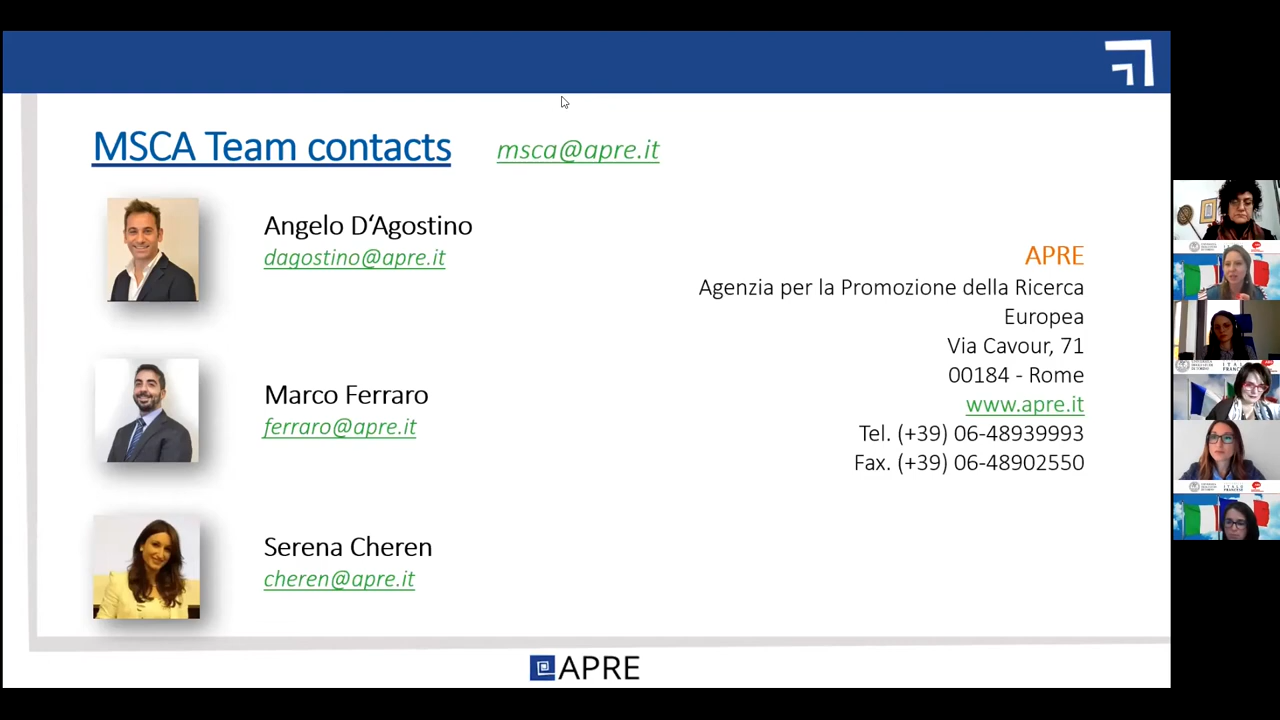 MSCA Team contacts
msca@apre.it
Angelo D‘Agostino
dagostino@apre.it
Marco Ferraro
ferraro@apre.it
Serena Cheren
cheren@apre.it
APRE
Agenzia per la Promozione della Ricerca
Europea
Via Cavour, 71
00184 - Rome
www.apre.it
Tel. (+39) 06-48939993
Fax. (+39) 06-48902550
APRE